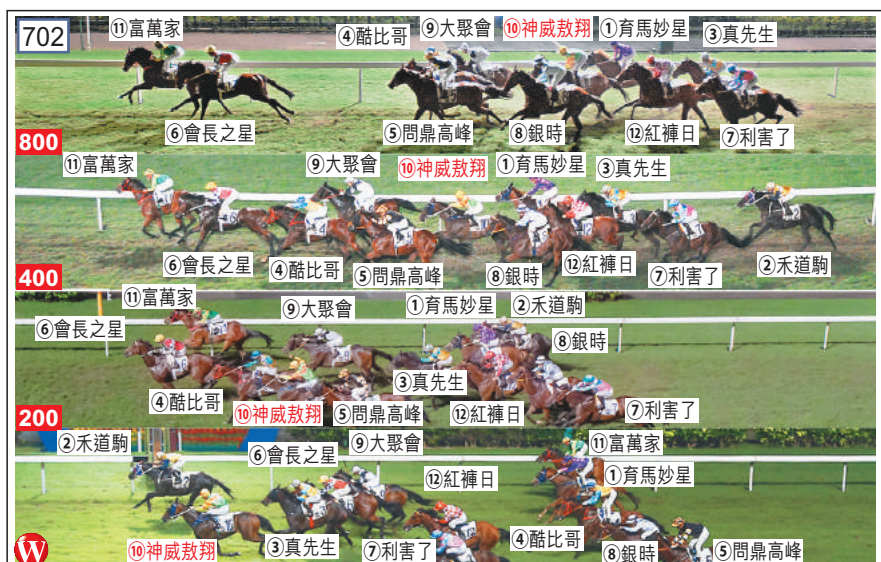 702
⑪富萬家
④酷比哥
⑨大聚會
⑩神威敖翔
①育馬妙星
③真先生
⑥會長之星
⑤問鼎高峰
⑧銀時
⑫紅褲日
⑦利害了
800
⑪富萬家
⑨大聚會
⑩神威敖翔
①育馬妙星
③真先生
⑥會長之星
④酷比哥
⑤問鼎高峰
⑧銀時
⑫紅褲日
⑦利害了
②禾道駒
400
⑪富萬家
⑥會長之星
⑨大聚會
①育馬妙星
②禾道駒
⑧銀時
③真先生
④酷比哥
⑩神威敖翔
⑤問鼎高峰
⑫紅褲日
⑦利害了
200
②禾道駒
⑥會長之星
⑨大聚會
⑪富萬家
⑫紅褲日
①育馬妙星
⑩神威敖翔
③真先生
⑦利害了
④酷比哥
⑧銀時
⑤問鼎高峰
W